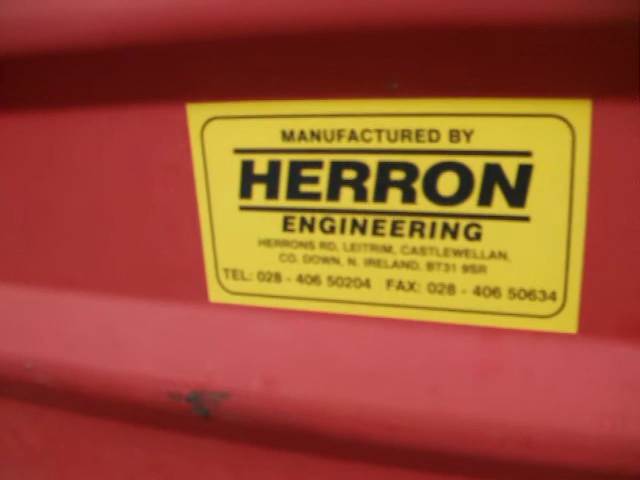 MANUFACTURED BY
HERRON
ENGINEERING
HERRONS RD, LEITRIM, CASTLEWELLAN,
CO. DOWN, N. IRELAND, BT31 9SR
TEL: 028 - 406 50204 FAX: 028 - 406 50634